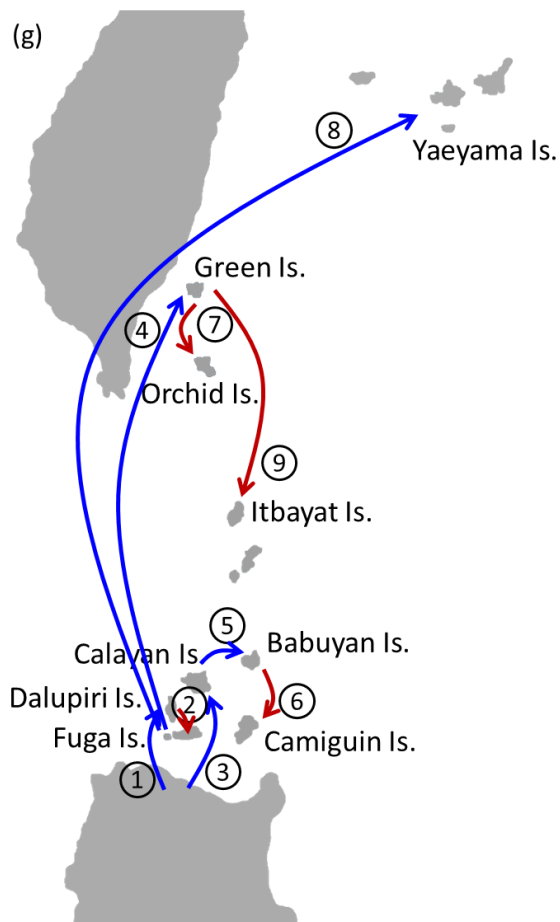 (g)
8
Yaeyama Is.
Green Is.
4
7
Orchid Is.
9
Itbayat Is.
5
Calayan Is.
Babuyan Is.
Dalupiri Is.
2
6
Fuga Is.
Camiguin Is.
1
3